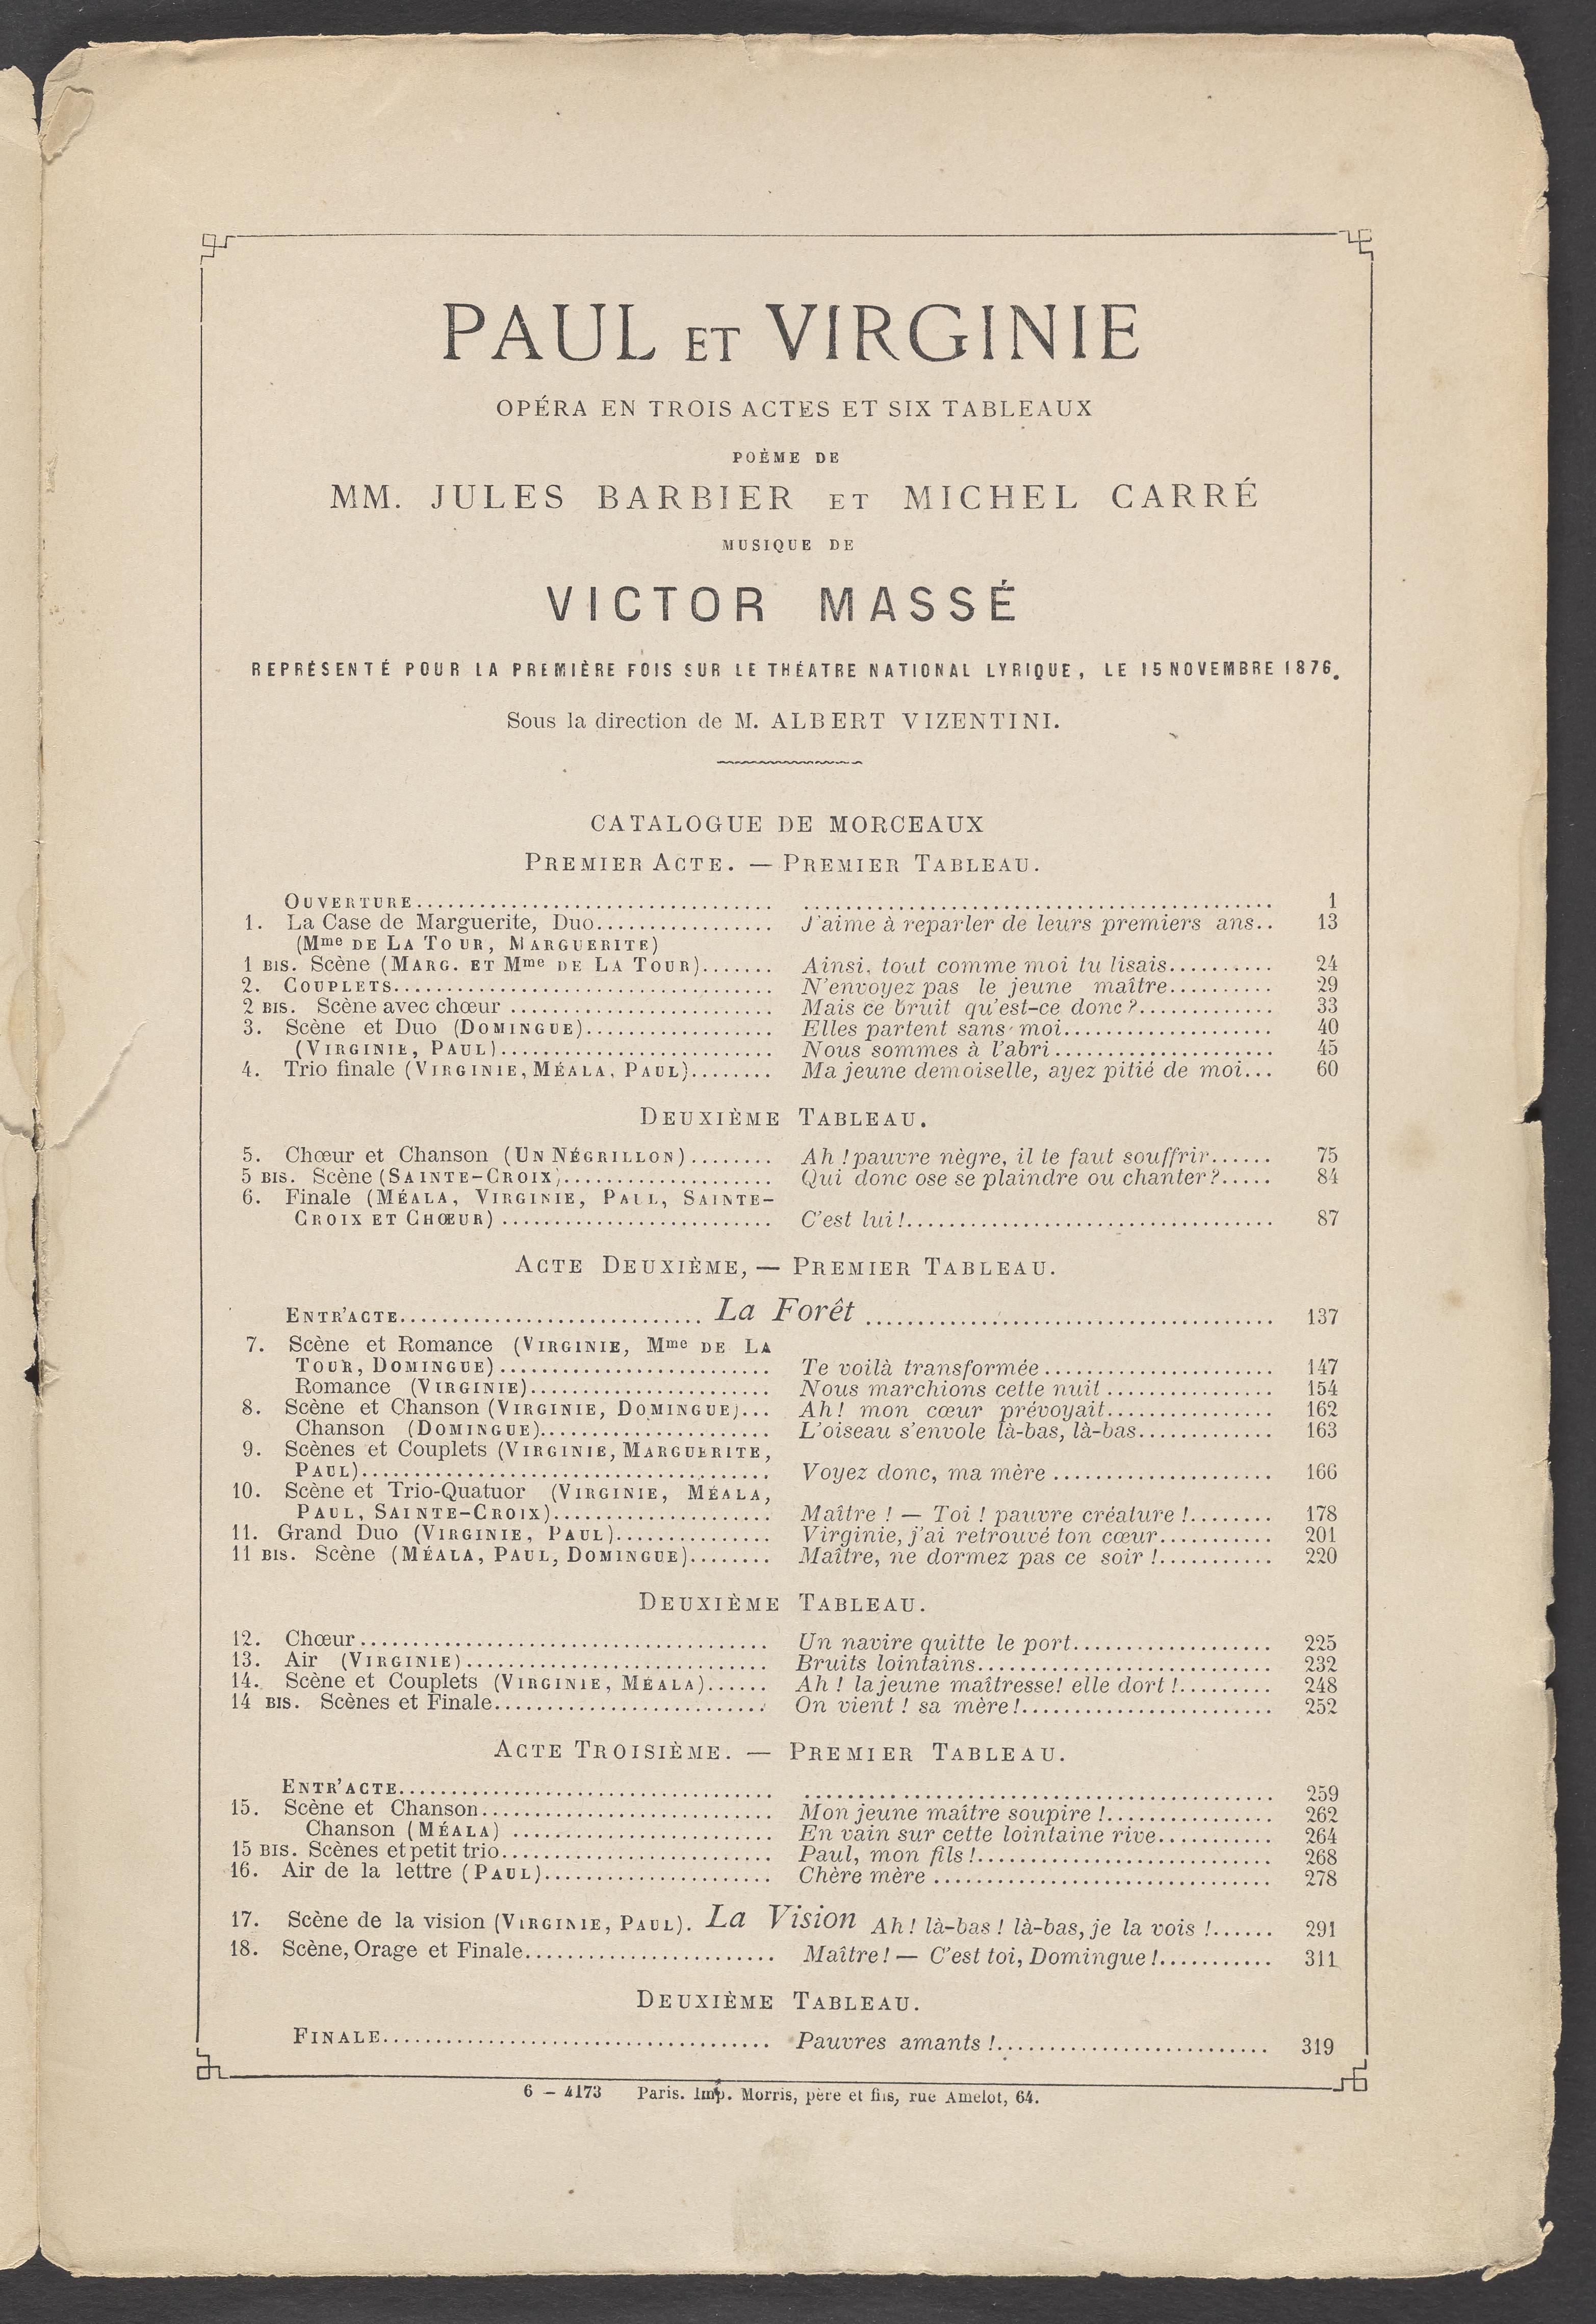 PAUL ET VIRGINIE
OPÉRA EN TROIS ACTES ET SIX TABLEAUX
POÈME DE
MM. JULES BARBIER ET MICHEL CARRÉ
MUSIQUE DE
VICTOR MASSÉ
REPRÉSENTÉ POUR LA PREMIÈRE FOIS SUR LE THÉATRE NATIONAL LYRIQUE, LE 15 NOVEMBRE 1876.
Sous la direction de M. ALBERT VIZENTINI.
CATALOGUE DE MORCEAUX
PREMIER ACTE. — PREMIER TABLEAU.
OUVERTURE........ ........ 1
1. La Case de Marguerite, Duo........ J'aime à reparler de leurs premiers ans.. 13
(Mme DE LA TOUR, MARGUERITE)
1 BIS. Scène (MARG. ET Mme DE LA TOUR)....... Ainsi, tout comme moi tu lisais.......... 24
2. COUPLETS........ N'envoyez pas le jeune maître.......... 29
2 BIS. Scène avec chœur ........ Mais ce bruit qu'est-ce donc ?........ 33
3. Scène et Duo (DOMINGUE)........ Elles partent sans moi........ 40
(VIRGINIE, PAUL)........ Nous sommes à l'abri........ 45
4. Trio finale (VIRGINIE, MÉALA, PAUL)........ Ma jeune demoiselle, ayez pitié de moi... 60
DEUXIÈME TABLEAU.
5. Chœur et Chanson (UN NÉGRILLON)........ Ah ! pauvre nègre, il te faut souffrir...... 75
5 BIS. Scène (SAINTE-CROIX)........ Qui donc ose se plaindre ou chanter ?..... 84
6. Finale (MÉALA, VIRGINIE, PAUL, SAINTE-
CROIX ET CHŒUR) ........ C'est lui !........ 87
ACTE DEUXIÈME, — PREMIER TABLEAU.
ENTR'ACTE........ La Forêt ........ 137
7. Scène et Romance (VIRGINIE, Mme DE LA
TOUR, DOMINGUE) ........ Te voilà transformée........ 147
Romance (VIRGINIE)........ Nous marchions cette nuit ........ 154
8. Scène et Chanson (VIRGINIE, DOMINGUE)... Ah! mon cœur prévoyait........ 162
Chanson (DOMINGUE)........ L'oiseau s'envole là-bas, là-bas........ 163
9. Scènes et Couplets (VIRGINIE, MARGUERITE,
PAUL)........ Voyez donc, ma mère ........ 166
10. Scène et Trio-Quatuor (VIRGINIE, MÉALA,
PAUL, SAINTE-CROIX)........ Maître ! — Toi ! pauvre créature !........ 178
11. Grand Duo (VIRGINIE, PAUL)........ Virginie, j'ai retrouvé ton cœur........ 201
11 BIS. Scène (MÉALA, PAUL, DOMINGUE)........ Maître, ne dormez pas ce soir !........ 220
DEUXIÈME TABLEAU.
12. Chœur........ Un navire quitte le port........ 225
13. Air (VIRGINIE)........ Bruits lointains........ 232
14. Scène et Couplets (VIRGINIE, MÉALA)...... Ah ! la jeune maîtresse! elle dort !........ 248
14 BIS. Scènes et Finale........ On vient ! sa mère !........ 252
ACTE TROISIÈME. — PREMIER TABLEAU.
ENTR'ACTE........ ........ 259
15. Scène et Chanson........ Mon jeune maître soupire !........ 262
Chanson (MÉALA) ........ En vain sur cette lointaine rive........ 264
15 BIS. Scènes et petit trio........ Paul, mon fils !........ 268
16. Air de la lettre (PAUL)........ Chère mère ........ 278
17. Scène de la vision (VIRGINIE, PAUL). La Vision Ah ! là-bas ! là-bas, je la vois !...... 291
18. Scène, Orage et Finale........ Maître ! — C'est toi, Domingue !........ 311
DEUXIÈME TABLEAU.
FINALE........ Pauvres amants !........ 319
6 — 4173 Paris. Imp. Morris, père et fils, rue Amelot, 64.